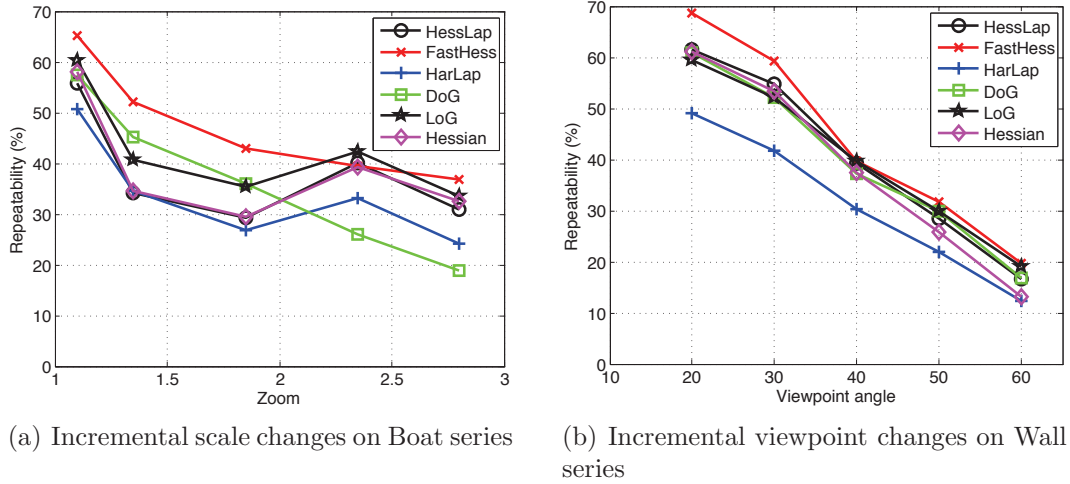 70
60
50
40
30
20
10
0
Repeatability (%)
1
1.5
2
2.5
3
Zoom
HessLap
FastHess
HarLap
DoG
LoG
Hessian
(a) Incremental scale changes on Boat series
70
60
50
40
30
20
10
0
Repeatability (%)
10
20
30
40
50
60
Viewpoint angle
HessLap
FastHess
HarLap
DoG
LoG
Hessian
(b) Incremental viewpoint changes on Wall
series